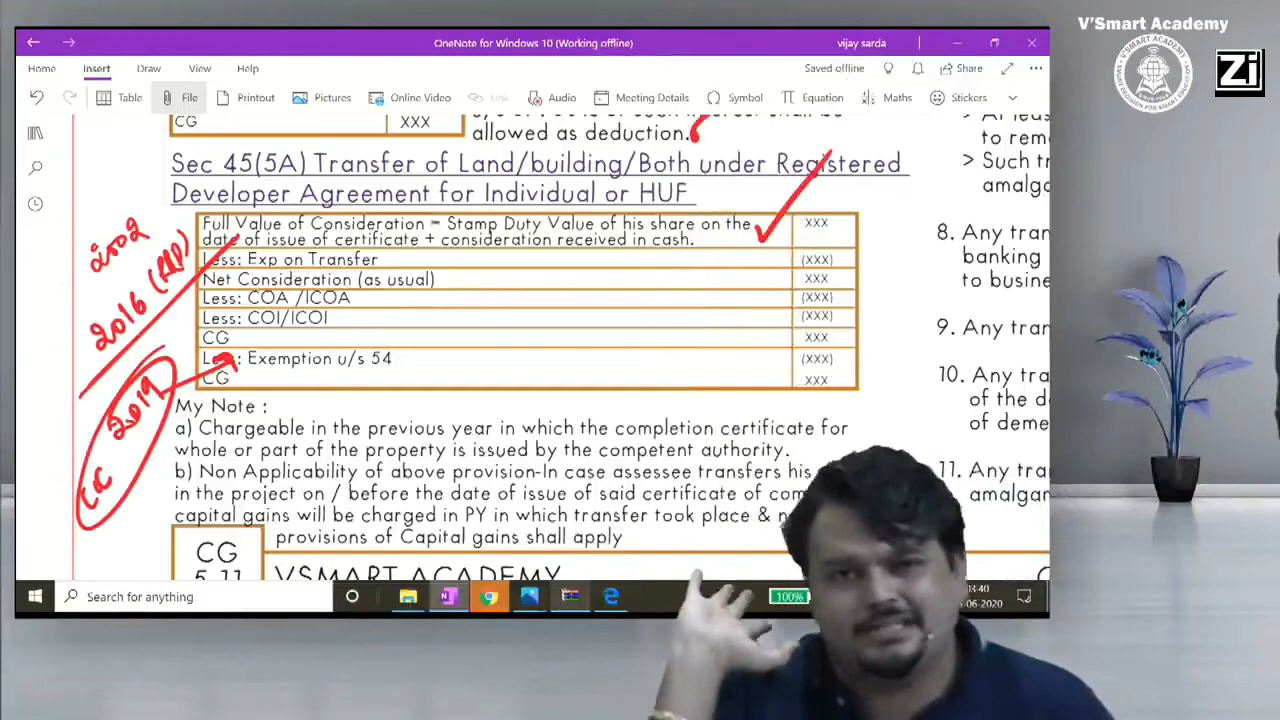 V'Smart Academy
Zi
OneNote for Windows 10 (Working offline)
vijay sarda
Home
Insert
Draw
View
Help
Saved offline
Share
Table
File
Printout
Pictures
Online Video
Link
Audio
Meeting Details
Symbol
Equation
Maths
Stickers
CG XXX
allowed as deduction.
Sec 45(5A) Transfer of Land/building/Both under Registered
Developer Agreement for Individual or HUF
Full Value of Consideration = Stamp Duty Value of his share on the
date of issue of certificate + consideration received in cash. XXX
Less: Exp on Transfer (XXX)
Net Consideration (as usual) XXX
Less: COA /ICOA (XXX)
Less: COI/ICOI (XXX)
CG XXX
Less: Exemption u/s 54 (XXX)
CG XXX
2002
2016
CC 2019
My Note :
a) Chargeable in the previous year in which the completion certificate for
whole or part of the property is issued by the competent authority.
b) Non Applicability of above provision-In case assessee transfers his
in the project on / before the date of issue of said certificate of
capital gains will be charged in PY in which transfer took place &
provisions of Capital gains shall apply
CG
5.11
VSMART ACADEMY
to rem
> Such tr
amalga
8. Any tran
banking
to busine
9. Any tran
10. Any tra
of the d
of deme
11. Any tra
amalgan
Search for anything
100%
-06-2020